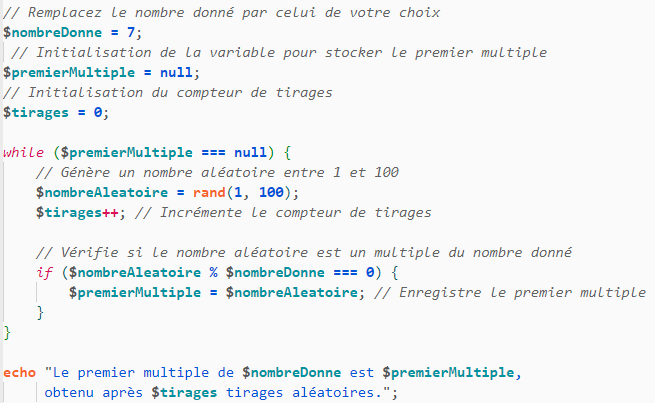 // Remplacez le nombre donné par celui de votre choix
$nombreDonne = 7;
// Initialisation de la variable pour stocker le premier multiple
$premierMultiple = null;
// Initialisation du compteur de tirages
$tirages = 0;
while ($premierMultiple === null) {
// Génère un nombre aléatoire entre 1 et 100
$nombreAleatoire = rand(1, 100);
$tirages++; // Incrémente le compteur de tirages
// Vérifie si le nombre aléatoire est un multiple du nombre donné
if ($nombreAleatoire % $nombreDonne === 0) {
$premierMultiple = $nombreAleatoire; // Enregistre le premier multiple
}
}
echo "Le premier multiple de $nombreDonne est $premierMultiple,
obtenu après $tirages tirages aléatoires.";